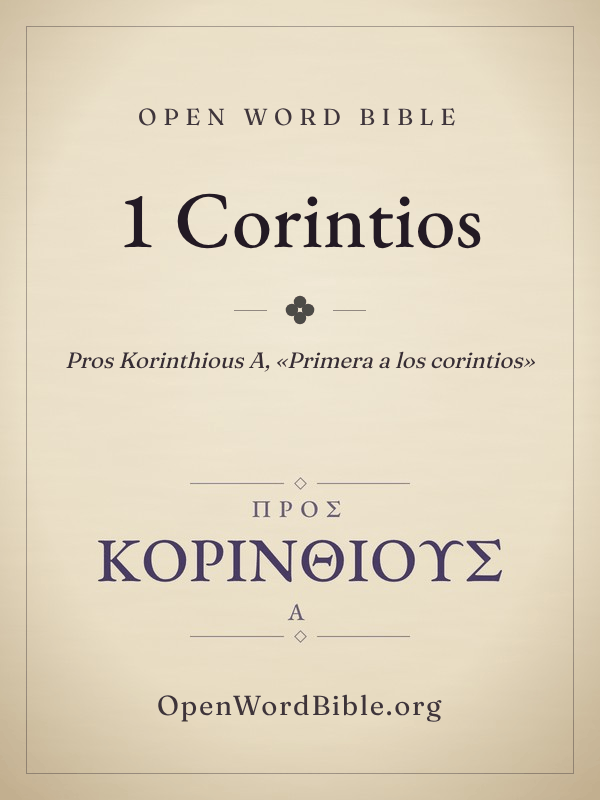 OPEN WORD BIBLE
1 Corintios
Pros Korinthious A, «Primera a los corintios»
ΠΡΟΣ
ΚΟΡΙΝΘΙΟΥΣ
Α
OpenWordBible.org